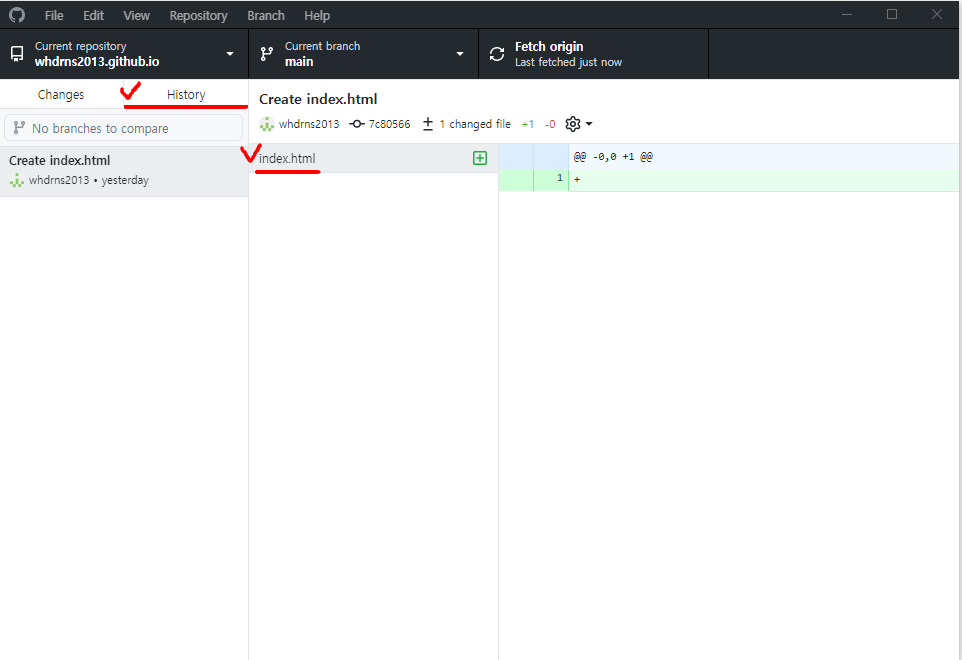 File Edit View Repository Branch Help
Current repository
whdrns2013.github.io
Current branch
main
Fetch origin
Last fetched just now
Changes
History
No branches to compare
Create index.html
whdrns2013 • yesterday
Create index.html
whdrns2013 7c80566 1 changed file +1 -0
index.html
@@ -0,0 +1 @@
1 +